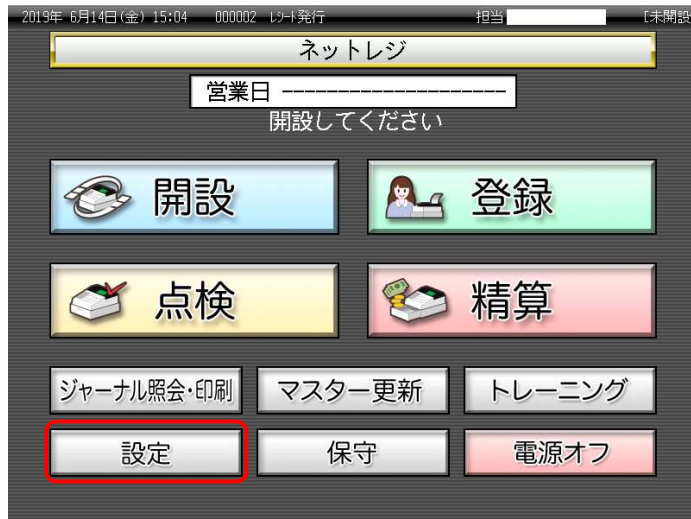 2019年 6月14日(金) 15:04 000002 レシート発行 担当 [未開設
ネットレジ
営業日 --------------------
開設してください
開設 登録
点検 精算
ジャーナル照会・印刷 マスター更新 トレーニング
設定 保守 電源オフ